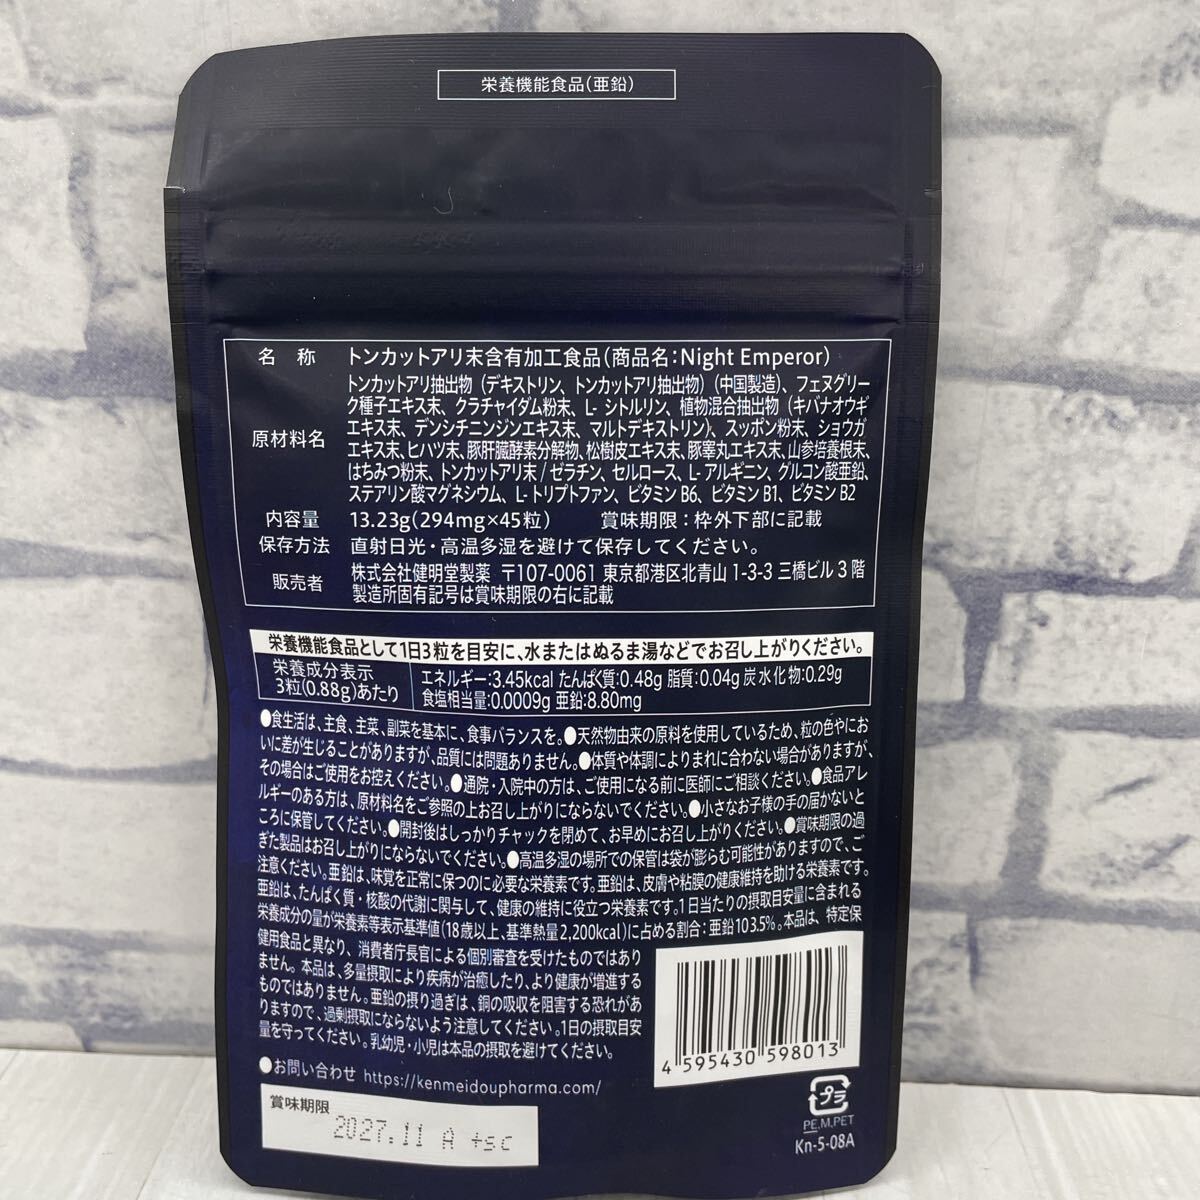 栄養機能食品(亜鉛)
名 称 トンカットアリ末含有加工食品(商品名:Night Emperor)
原材料名
トンカットアリ抽出物(デキストリン、トンカットアリ抽出物)(中国製造)、フェヌグリー
ク種子エキス末、クラチャイダム粉末、L-シトルリン、植物混合抽出物(キバナオウギ
エキス末、デンシチニンジンエキス末、マルトデキストリン)、スッポン粉末、ショウガ
エキス末、ヒハツ末、豚肝臓酵素分解物、松樹皮エキス末、豚睾丸エキス末、山参培養根末、
はちみつ粉末、トンカットアリ末/ゼラチン、セルロース、L-アルギニン、グルコン酸亜鉛、
ステアリン酸マグネシウム、L-トリプトファン、ビタミンB6、ビタミンB1、ビタミンB2
内容量 13.23g(294mg×45粒) 賞味期限:枠外下部に記載
保存方法 直射日光・高温多湿を避けて保存してください。
販売者 株式会社健明堂製薬 〒107-0061 東京都港区北青山1-3-3 三橋ビル3階
製造所固有記号は賞味期限の右に記載
栄養機能食品として1日3粒を目安に、水またはぬるま湯などでお召し上がりください。
栄養成分表示
3粒(0.88g)あたり
エネルギー:3.45kcal たんぱく質:0.48g 脂質:0.04g 炭水化物:0.29g
食塩相当量:0.0009g 亜鉛:8.80mg
●食生活は、主食、主菜、副菜を基本に、食事バランスを。●天然物由来の原料を使用しているため、粒の色やにお
いに差が生じることがありますが、品質には問題ありません。●体質や体調によりまれに合わない場合がありますが、
その場合はご使用をお控えください。●通院・入院中の方は、ご使用になる前に医師にご相談ください。●食品アレ
ルギーのある方は、原材料名をご参照の上お召し上がりにならないでください。●小さなお子様の手の届かないと
ころに保管してください。●開封後はしっかりチャックを閉めて、お早めにお召し上がりください。●賞味期限の過
ぎた製品はお召し上がりにならないでください。●高温多湿の場所での保管は袋が膨らむ可能性がありますので、ご
注意ください。亜鉛は、味覚を正常に保つのに必要な栄養素です。亜鉛は、皮膚や粘膜の健康維持を助ける栄養素です。
亜鉛は、たんぱく質・核酸の代謝に関与して、健康の維持に役立つ栄養素です。1日当たりの摂取目安量に含まれる
栄養成分の量が栄養素等表示基準値(18歳以上、基準熱量2,200kcal)に占める割合:亜鉛103.5%。本品は、特定保
健用食品と異なり、消費者庁長官による個別審査を受けたものではあり
ません。本品は、多量摂取により疾病が治癒したり、より健康が増進する
ものではありません。亜鉛の摂り過ぎは、銅の吸収を阻害する恐れがあ
りますので、過剰摂取にならないよう注意してください。1日の摂取目安
量を守ってください。乳幼児・小児は本品の摂取を避けてください。
●お問い合わせ https://kenmeidoupharma.com/
4 595430 598013
賞味期限
2027.11 A +sc
プラ
PE.M.PET
Kn-5-08A